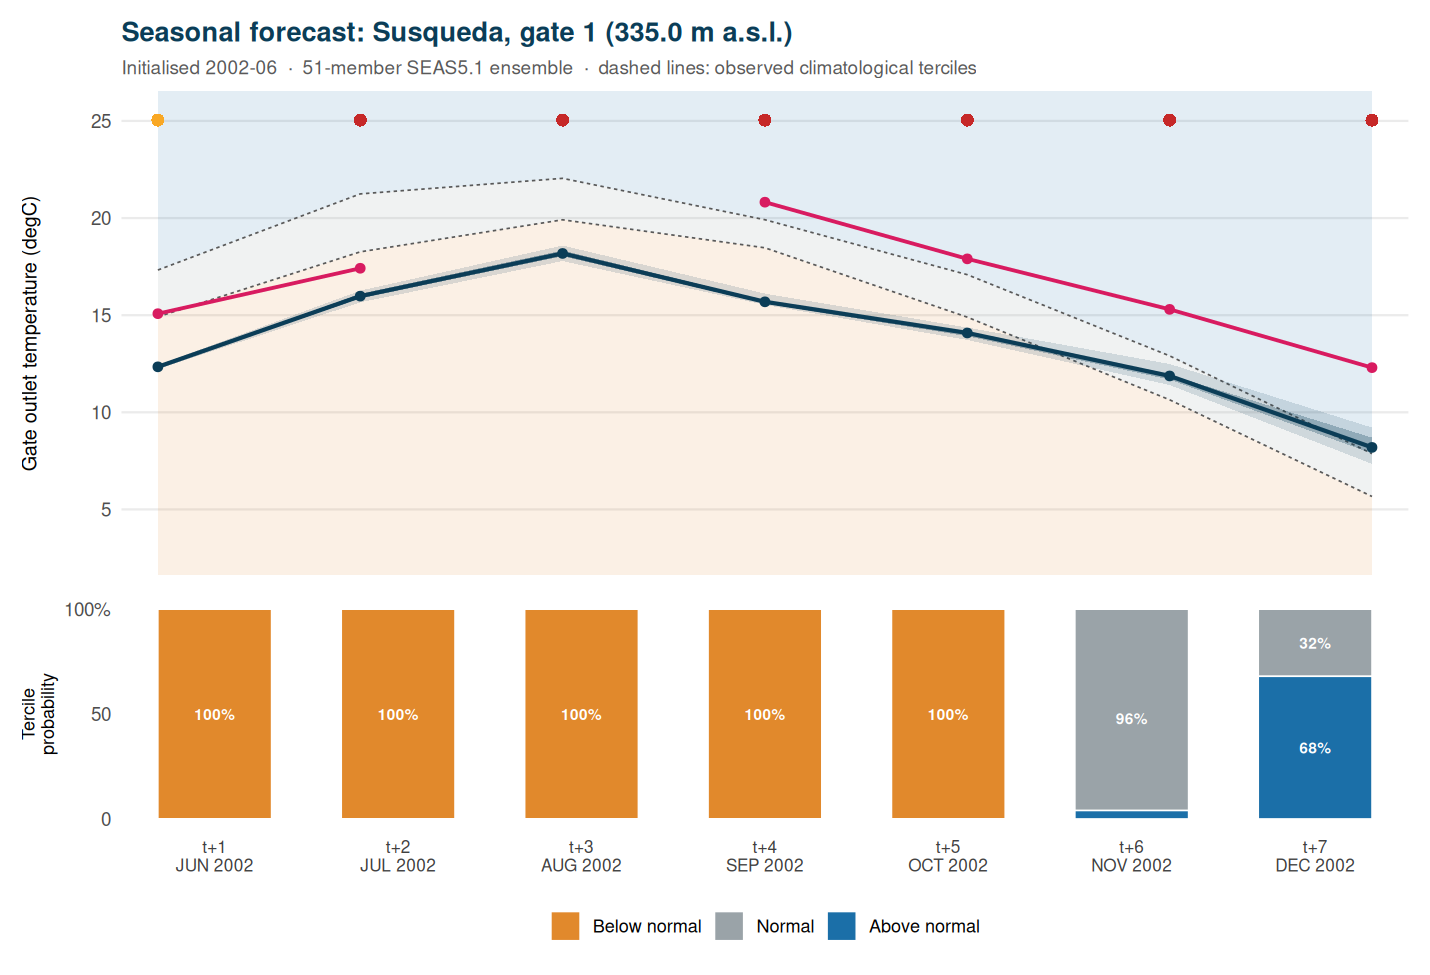 Seasonal forecast: Susqueda, gate 1 (335.0 m a.s.l.)
Initialised 2002-06 · 51-member SEAS5.1 ensemble · dashed lines: observed climatological terciles
Gate outlet temperature (degC)
25
20
15
10
5
Tercile
probability
100%
50
0
100%
100%
100%
100%
100%
96%
32%
68%
t+1
JUN 2002
t+2
JUL 2002
t+3
AUG 2002
t+4
SEP 2002
t+5
OCT 2002
t+6
NOV 2002
t+7
DEC 2002
Below normal
Normal
Above normal